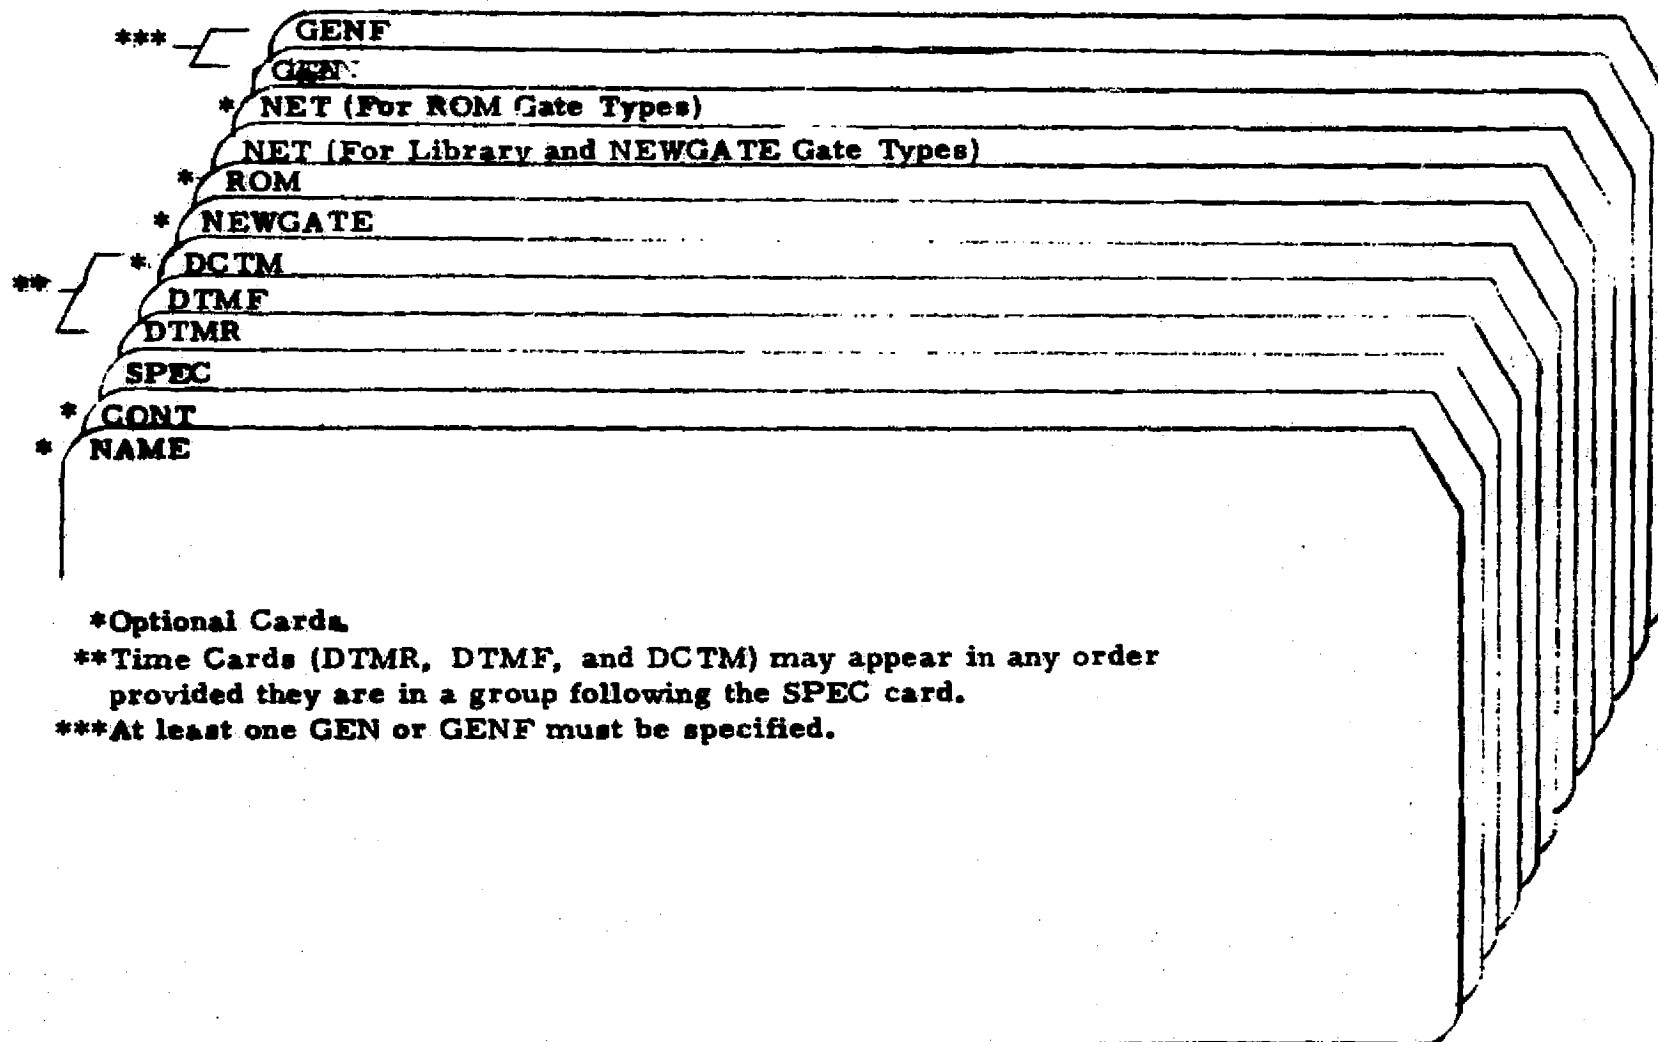 *** GENF
GEN
* NET (For ROM Gate Types)
NET (For Library and NEWGATE Gate Types)
* ROM
* NEWGATE
* DCTM
**
DTMF
DTMR
SPEC
* CONT
* NAME
*Optional Cards.
**Time Cards (DTMR, DTMF, and DCTM) may appear in any order
provided they are in a group following the SPEC card.
***At least one GEN or GENF must be specified.